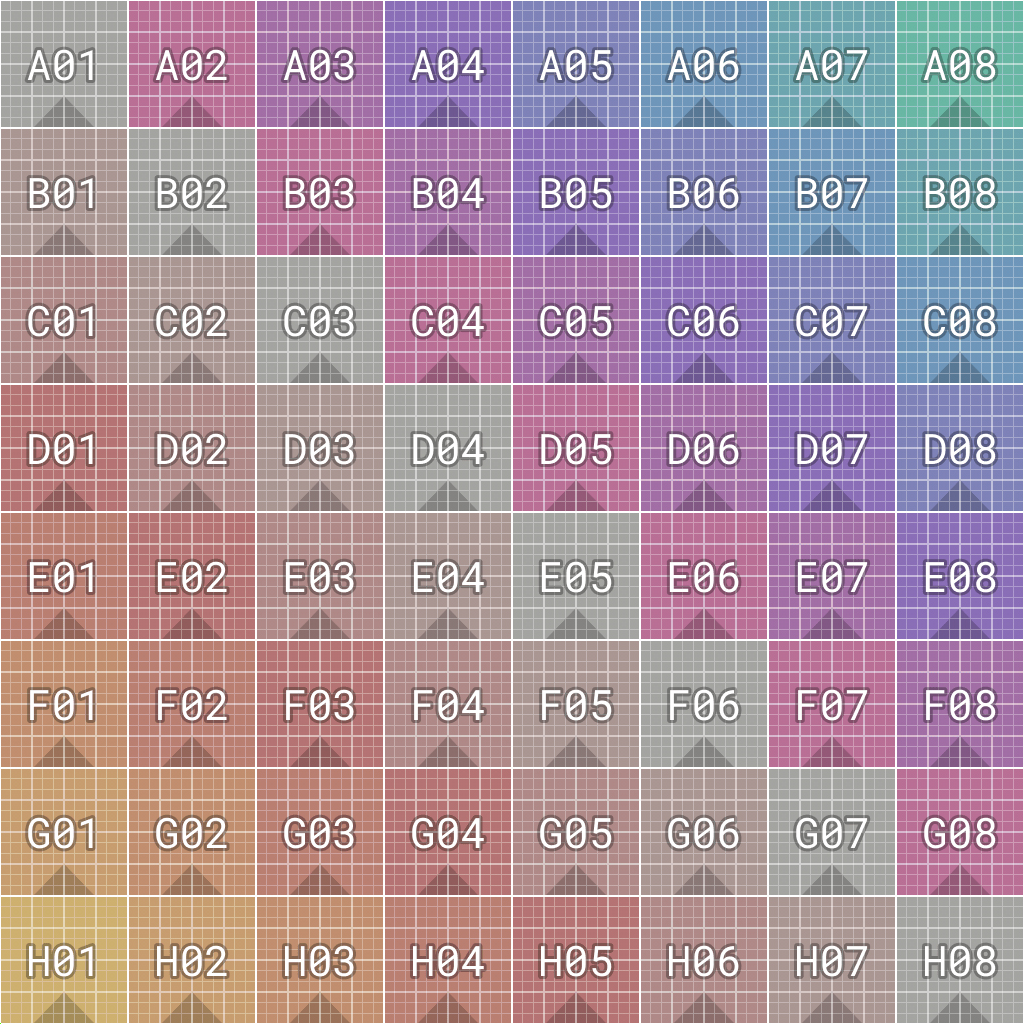 A01 A02 A03 A04 A05 A06 A07 A08
B01 B02 B03 B04 B05 B06 B07 B08
C01 C02 C03 C04 C05 C06 C07 C08
D01 D02 D03 D04 D05 D06 D07 D08
E01 E02 E03 E04 E05 E06 E07 E08
F01 F02 F03 F04 F05 F06 F07 F08
G01 G02 G03 G04 G05 G06 G07 G08
H01 H02 H03 H04 H05 H06 H07 H08